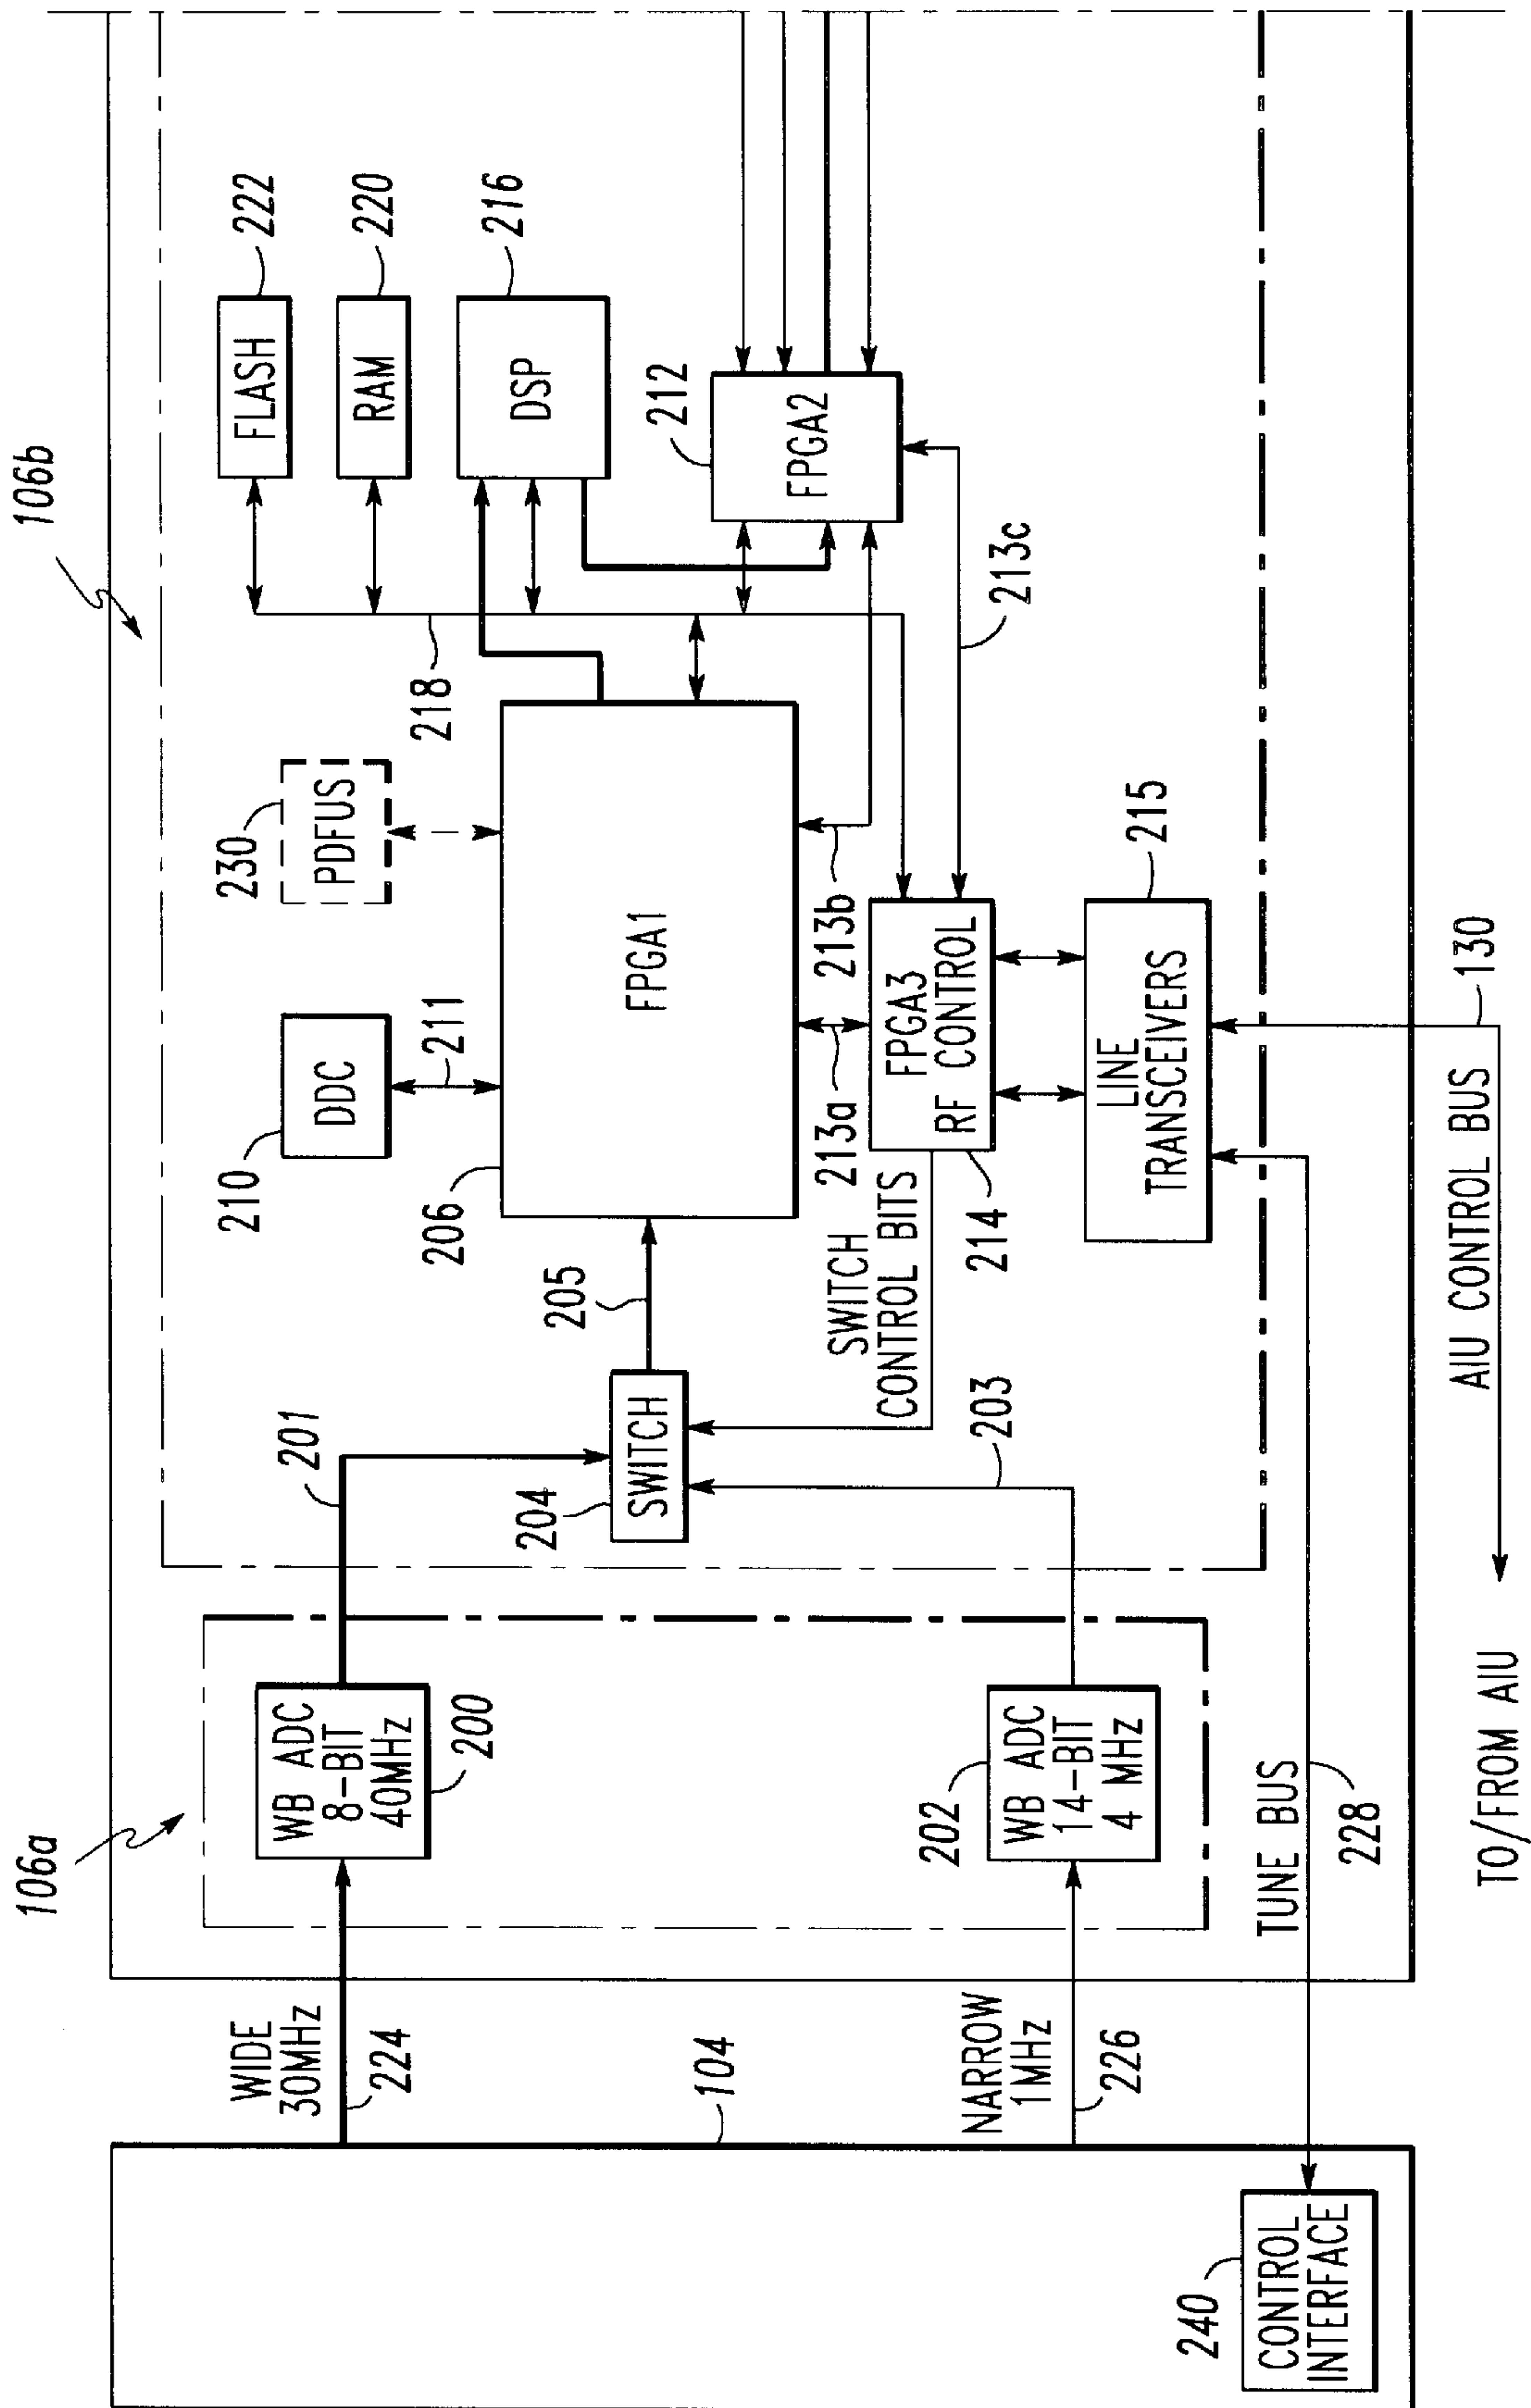 106a
106b
WIDE
30MHz
224
104
NARROW
1MHz
226
240
CONTROL
INTERFACE
TUNE BUS
228
TO/FROM AIU
AIU CONTROL BUS
130
WB ADC
8-BIT
40MHz
200
WB ADC
14-BIT
4 MHz
202
201
203
SWITCH
204
205
SWITCH
CONTROL BITS
DDC
210
211
PDFUS
230
FPGA1
206
213a
213b
213c
FPGA3
RF CONTROL
214
LINE
TRANSCEIVERS
215
218
FLASH
222
RAM
220
DSP
216
FPGA2
212